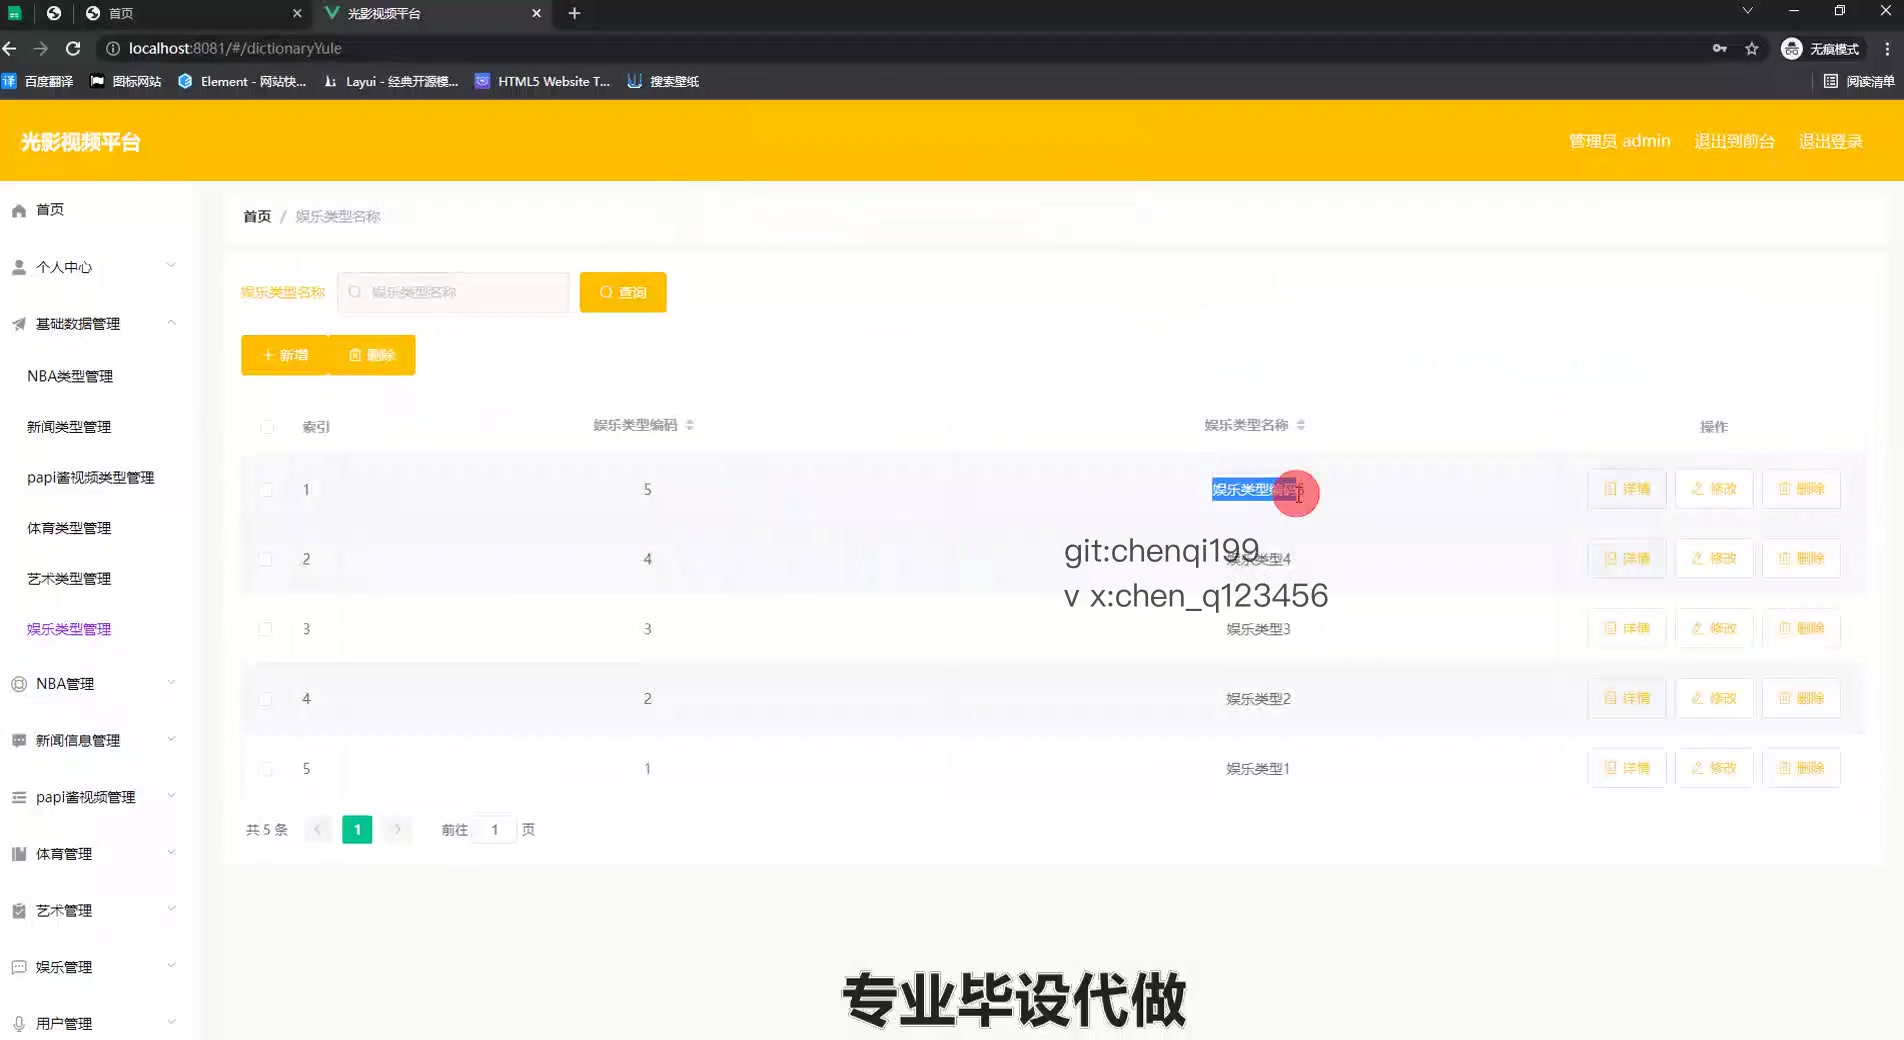 首页
光影视频平台
localhost:8081/#/dictionaryYule
无痕模式
百度翻译
图标网站
Element - 网站快...
Layui - 经典开源模...
HTML5 Website T...
搜索壁纸
阅读清单
光影视频平台
管理员 admin
退出到前台
退出登录
首页
个人中心
基础数据管理
NBA类型管理
新闻类型管理
papi酱视频类型管理
体育类型管理
艺术类型管理
娱乐类型管理
NBA管理
新闻信息管理
papi酱视频管理
体育管理
艺术管理
娱乐管理
用户管理
首页 / 娱乐类型名称
娱乐类型名称 娱乐类型名称 查询
新增 删除
索引 娱乐类型编码 娱乐类型名称 操作
1 5 娱乐类型编码 详情 修改 删除
2 4 娱乐类型4 详情 修改 删除
3 3 娱乐类型3 详情 修改 删除
4 2 娱乐类型2 详情 修改 删除
5 1 娱乐类型1 详情 修改 删除
共 5 条 1 前往 1 页
git:chenqi199
v x:chen_q123456
专业毕设代做